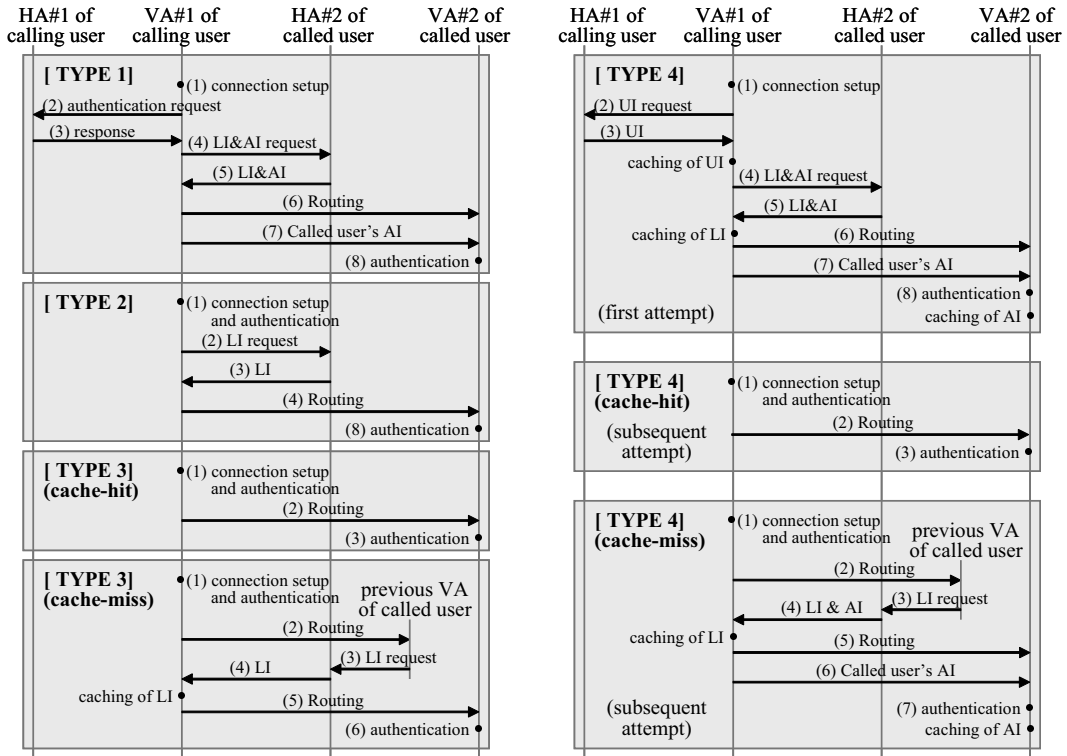 HA#1 of
calling user
VA#1 of
calling user
HA#2 of
called user
VA#2 of
called user
[ TYPE 1]
(1) connection setup
(2) authentication request
(3) response
(4) LI&AI request
(5) LI&AI
(6) Routing
(7) Called user's AI
(8) authentication
[ TYPE 2]
(1) connection setup
and authentication
(2) LI request
(3) LI
(4) Routing
(8) authentication
[ TYPE 3]
(cache-hit)
(1) connection setup
and authentication
(2) Routing
(3) authentication
[ TYPE 3]
(cache-miss)
(1) connection setup
and authentication
previous VA
of called user
(2) Routing
(3) LI request
(4) LI
caching of LI
(5) Routing
(6) authentication
HA#1 of
calling user
VA#1 of
calling user
HA#2 of
called user
VA#2 of
called user
[ TYPE 4]
(1) connection setup
(2) UI request
(3) UI
caching of UI
(4) LI&AI request
(5) LI&AI
caching of LI
(6) Routing
(7) Called user's AI
(8) authentication
(first attempt)
caching of AI
[ TYPE 4]
(cache-hit)
(1) connection setup
and authentication
(subsequent
attempt)
(2) Routing
(3) authentication
[ TYPE 4]
(cache-miss)
(1) connection setup
and authentication
previous VA
of called user
(2) Routing
(3) LI request
(4) LI & AI
caching of LI
(5) Routing
(6) Called user's AI
(subsequent
attempt)
(7) authentication
caching of AI